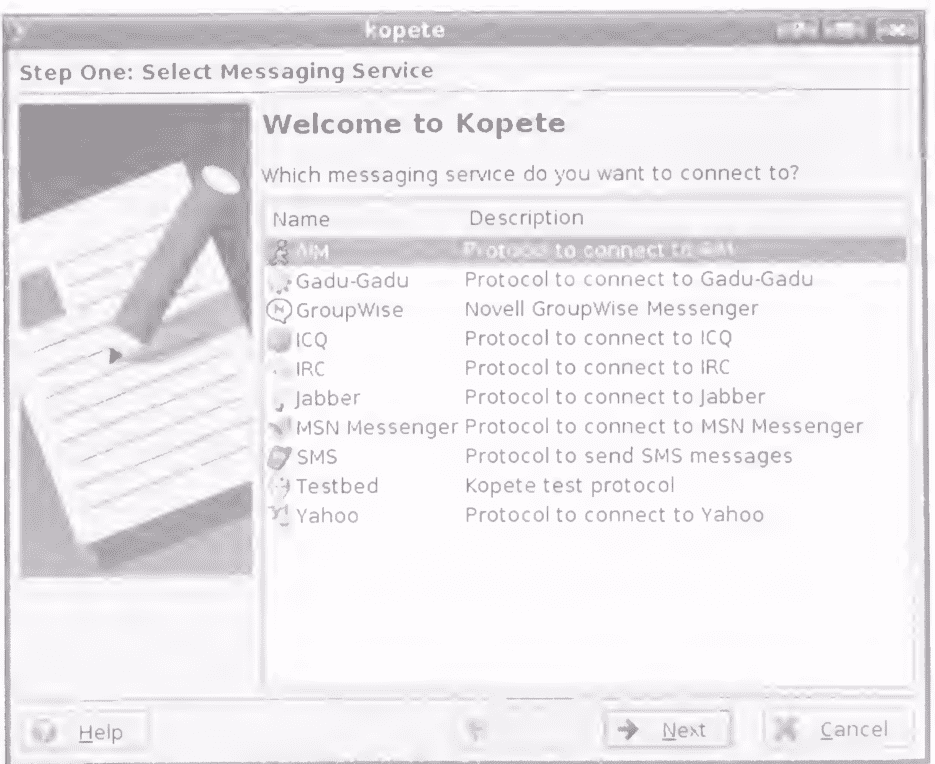 kopete
Step One: Select Messaging Service
Welcome to Kopete
Which messaging service do you want to connect to?
Name Description
AIM Protocol to connect to AIM
Gadu-Gadu Protocol to connect to Gadu-Gadu
GroupWise Novell GroupWise Messenger
ICQ Protocol to connect to ICQ
IRC Protocol to connect to IRC
Jabber Protocol to connect to Jabber
MSN Messenger Protocol to connect to MSN Messenger
SMS Protocol to send SMS messages
Testbed Kopete test protocol
Yahoo Protocol to connect to Yahoo
Help Next Cancel